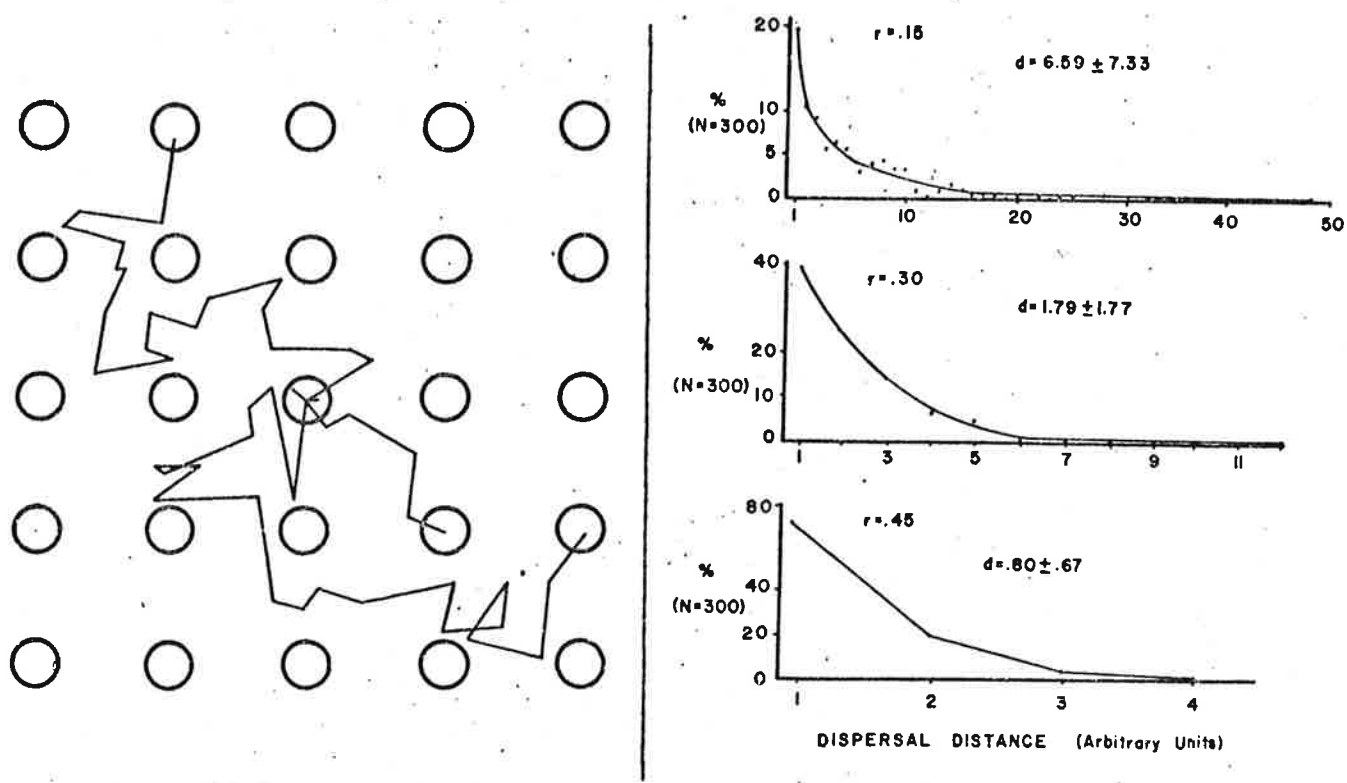 20
r=.15
d=6.59 ± 7.33
%
10
(N=300)
5
0
1 10 20 30 40 50
40
r=.30
d=1.79 ± 1.77
%
20
(N=300)
10
0
1 3 5 7 9 11
80
r=.45
d=.80 ± .67
%
40
(N=300)
20
0
1 2 3 4
DISPERSAL DISTANCE (Arbitrary Units)